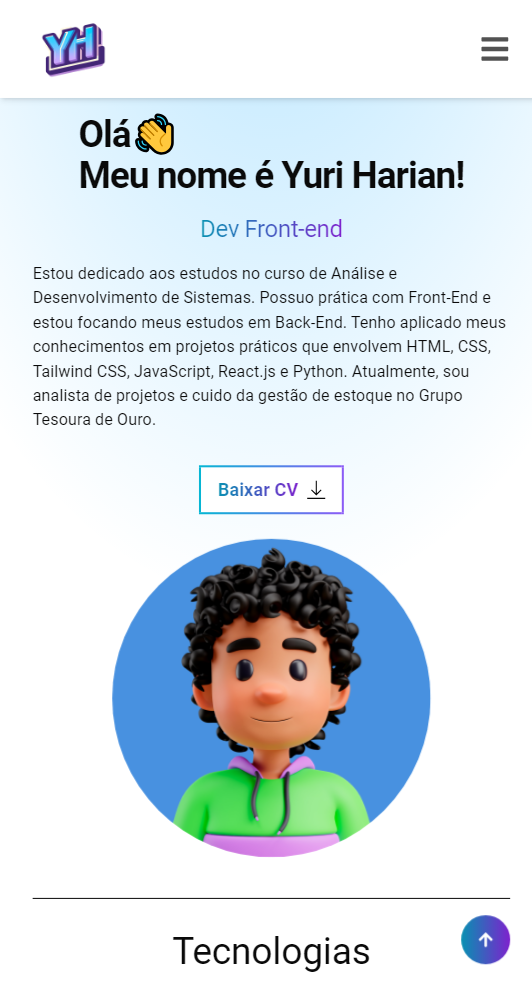 YH
Olá👋
Meu nome é Yuri Harian!
Dev Front-end
Estou dedicado aos estudos no curso de Análise e
Desenvolvimento de Sistemas. Possuo prática com Front-End e
estou focando meus estudos em Back-End. Tenho aplicado meus
conhecimentos em projetos práticos que envolvem HTML, CSS,
Tailwind CSS, JavaScript, React.js e Python. Atualmente, sou
analista de projetos e cuido da gestão de estoque no Grupo
Tesoura de Ouro.
Baixar CV
Tecnologias